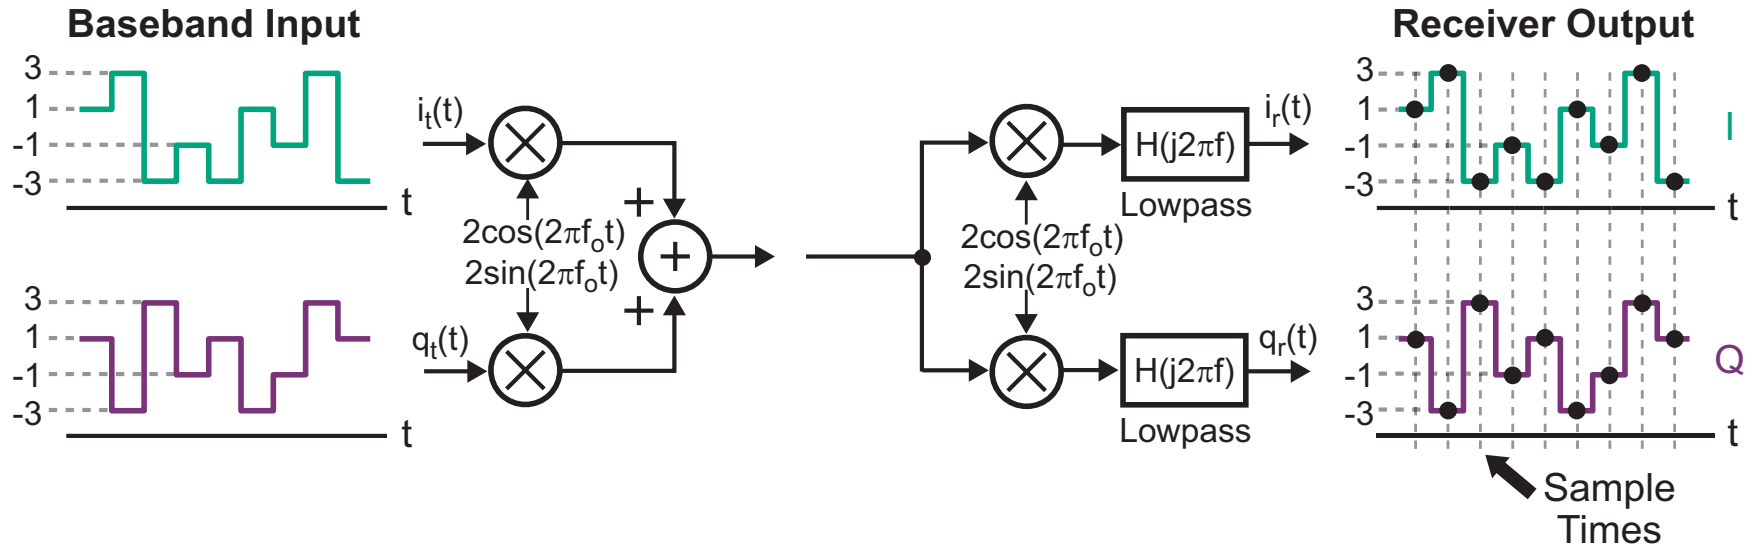 Baseband Input
Receiver Output
3
1
-1
-3
t
i_t(t)
2cos(2πf_ot)
2sin(2πf_ot)
+
+
+
3
1
-1
-3
t
q_t(t)
2cos(2πf_ot)
2sin(2πf_ot)
H(j2πf)
Lowpass
i_r(t)
H(j2πf)
Lowpass
q_r(t)
3
1
-1
-3
I
t
3
1
-1
-3
Q
t
Sample
Times